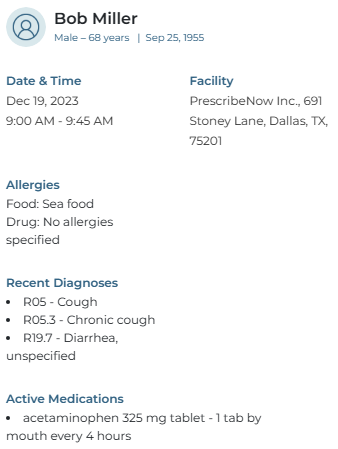 Bob Miller
Male – 68 years | Sep 25, 1955
Date & Time
Dec 19, 2023
9:00 AM - 9:45 AM
Facility
PrescribeNow Inc., 691
Stoney Lane, Dallas, TX,
75201
Allergies
Food: Sea food
Drug: No allergies
specified
Recent Diagnoses
• R05 - Cough
• R05.3 - Chronic cough
• R19.7 - Diarrhea,
unspecified
Active Medications
• acetaminophen 325 mg tablet - 1 tab by
mouth every 4 hours